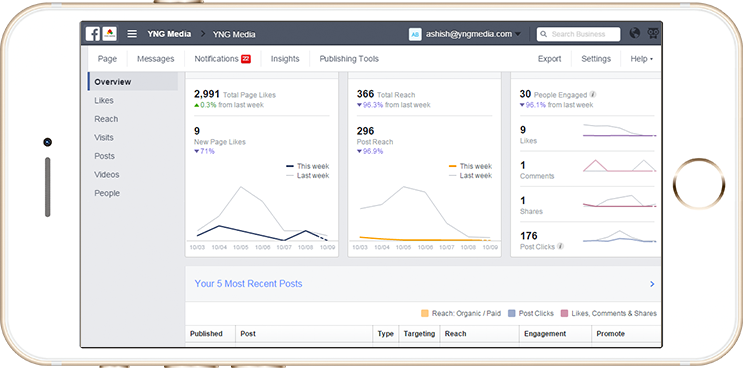 YNG Media > YNG Media
AB ashish@yngmedia.com
Search Business
Page Messages Notifications 22 Insights Publishing Tools Export Settings Help
Overview
Likes
Reach
Visits
Posts
Videos
People
2,991 Total Page Likes
0.3% from last week
9
New Page Likes
71%
This week
Last week
10/03 10/04 10/05 10/06 10/07 10/08 10/09
366 Total Reach
96.3% from last week
296
Post Reach
96.9%
This week
Last week
10/03 10/04 10/05 10/06 10/07 10/08 10/09
30 People Engaged
96.1% from last week
9
Likes
1
Comments
1
Shares
176
Post Clicks
Your 5 Most Recent Posts
Reach: Organic / Paid Post Clicks Likes, Comments & Shares
Published Post Type Targeting Reach Engagement Promote